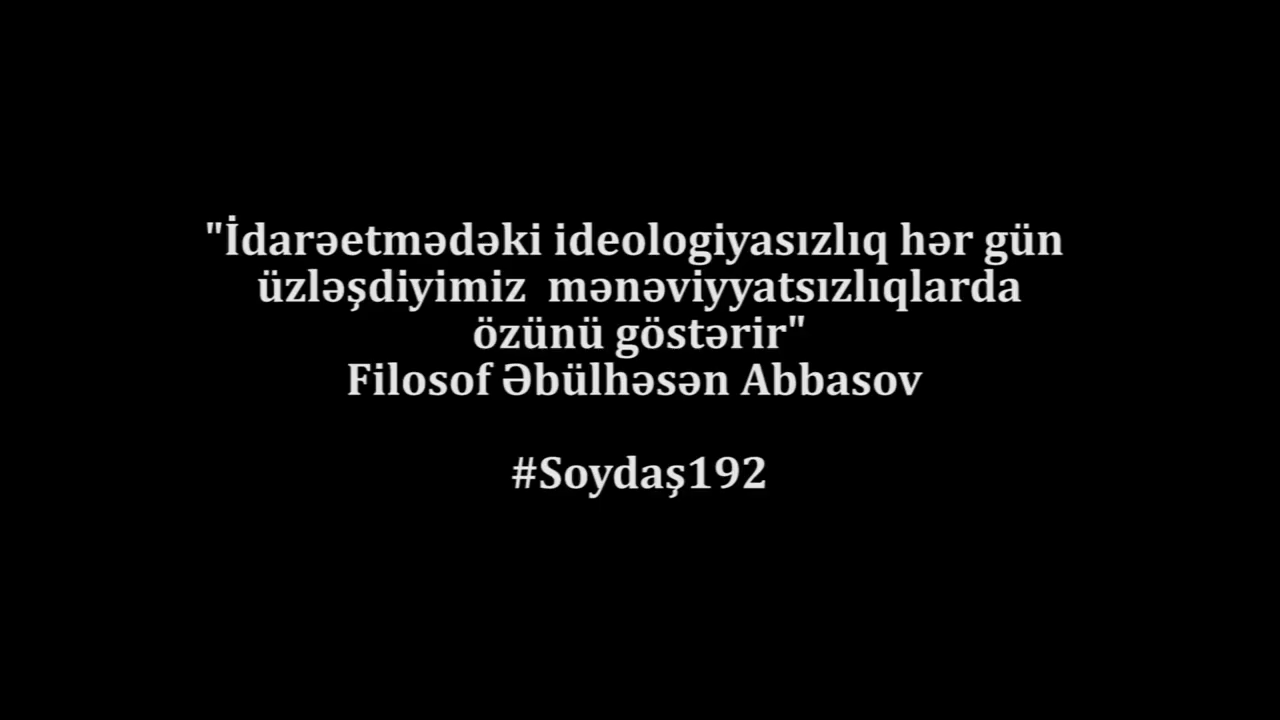 "İdarəetmədəki ideologiyasızlıq hər gün
üzləşdiyimiz  mənəviyyatsızlıqlarda
özünü göstərir"
Filosof Əbülhəsən Abbasov
#Soydaş192